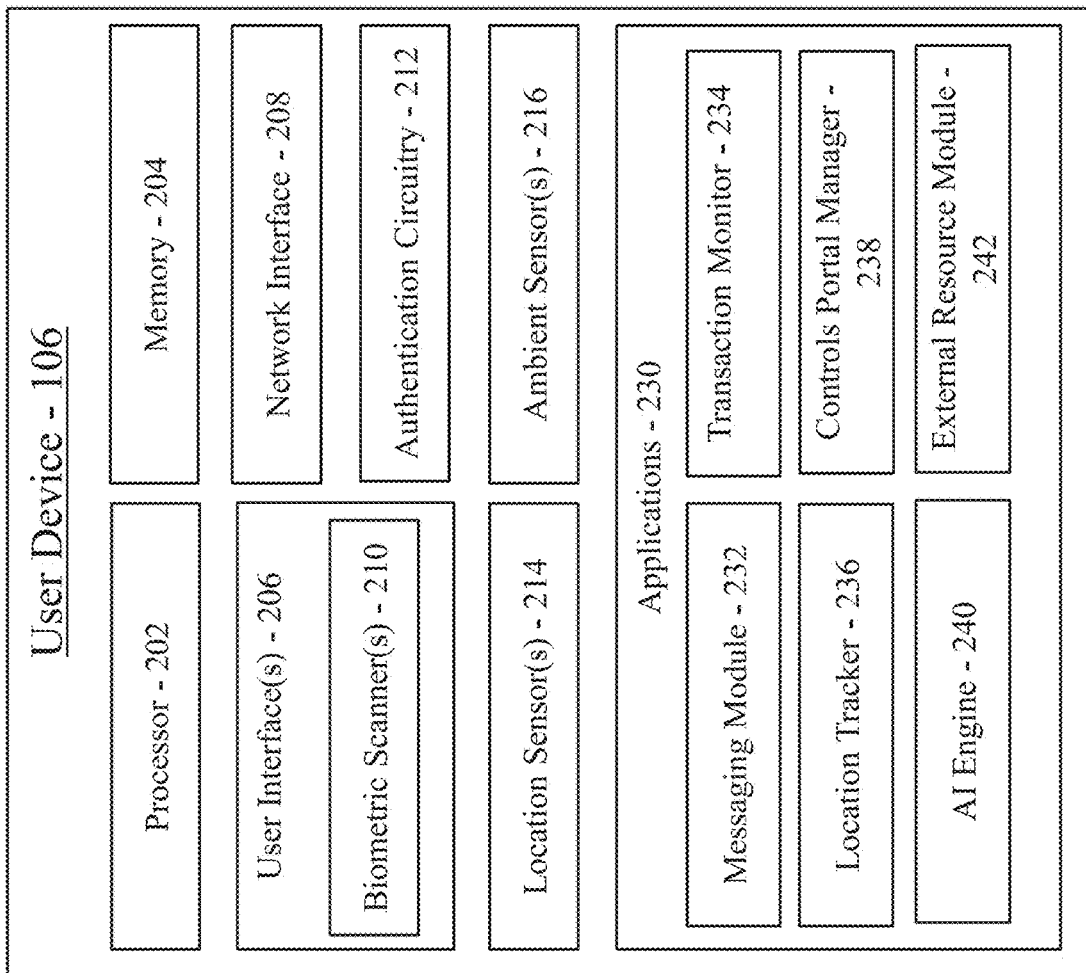 User Device - 106
Processor - 202
Memory - 204
User Interface(s) - 206
Biometric Scanner(s) - 210
Network Interface - 208
Authentication Circuitry - 212
Location Sensor(s) - 214
Ambient Sensor(s) - 216
Applications - 230
Messaging Module - 232
Transaction Monitor - 234
Location Tracker - 236
Controls Portal Manager -
238
AI Engine - 240
External Resource Module -
242